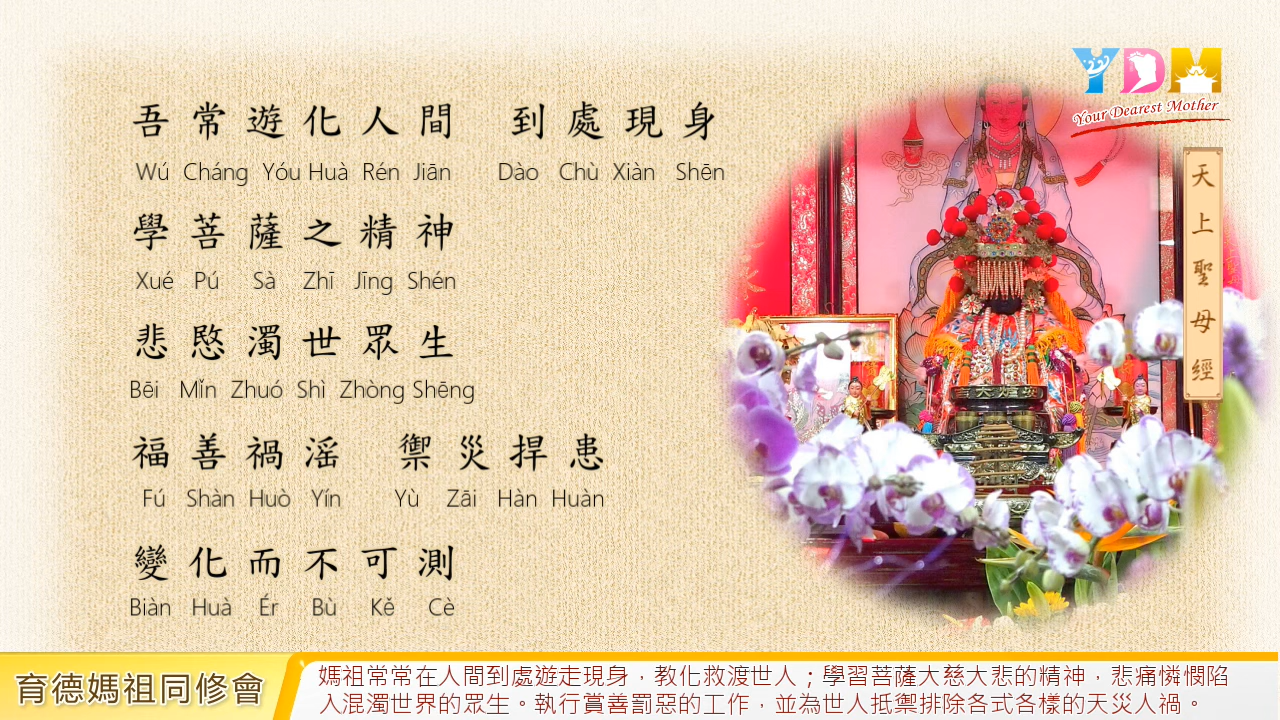 吾常遊化人間　到處現身
Wú Cháng Yóu Huà Rén Jiān Dào Chù Xiàn Shēn
學菩薩之精神
Xué Pú Sà Zhī Jīng Shén
悲愍濁世眾生
Bēi Mǐn Zhuó Shì Zhòng Shēng
福善禍滛　禦災捍患
Fú Shàn Huò Yín Yù Zāi Hàn Huàn
變化而不可測
Biàn Huà Ér Bù Kě Cè
YDM
Your Dearest Mother
天上聖母經
育德媽祖同修會
媽祖常常在人間到處遊走現身，教化救渡世人；學習菩薩大慈大悲的精神，悲痛憐憫陷
入混濁世界的眾生。執行賞善罰惡的工作，並為世人抵禦排除各式各樣的天災人禍。